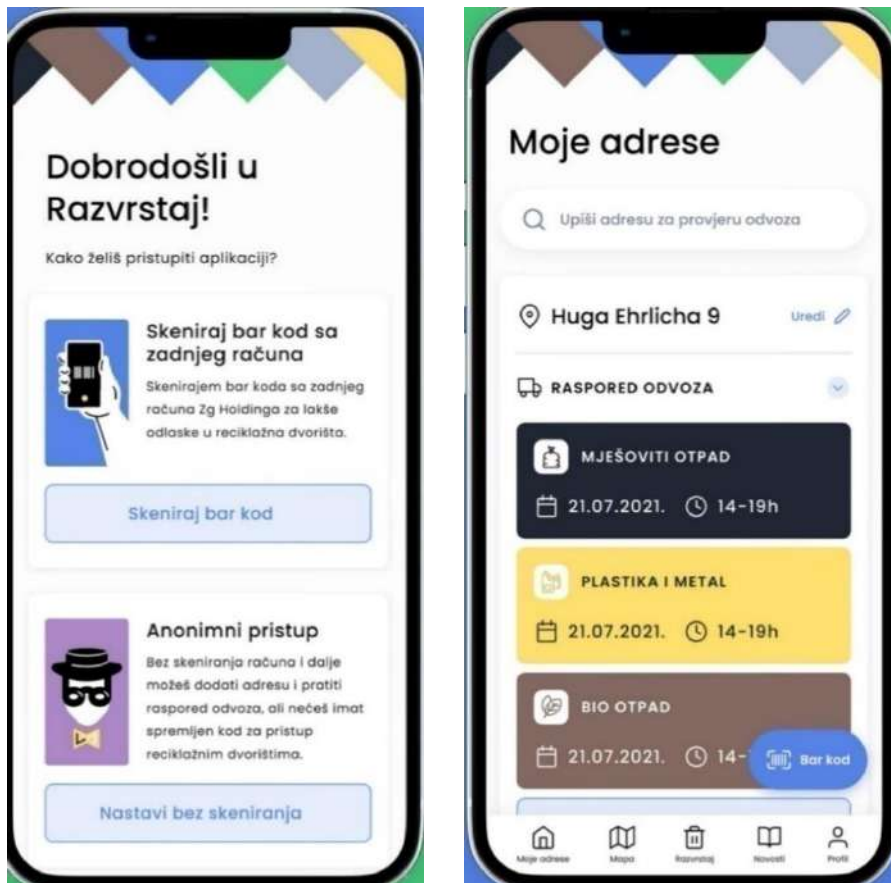 Dobrodošli u
Razvrstaj!
Kako želiš pristupiti aplikaciji?
Skeniraj bar kod sa
zadnjeg računa
Skenirajem bar koda sa zadnjeg
računa Zg Holdinga za lakše
odlaske u reciklažna dvorišta.
Skeniraj bar kod
Anonimni pristup
Bez skeniranja računa i dalje
možeš dodati adresu i pratiti
raspored odvoza, ali nećeš imat
spremljen kod za pristup
reciklažnim dvorištima.
Nastavi bez skeniranja
Moje adrese
Upiši adresu za provjeru odvoza
Huga Ehrlicha 9
Uredi
RASPORED ODVOZA
MJEŠOVITI OTPAD
21.07.2021. 14-19h
PLASTIKA I METAL
21.07.2021. 14-19h
BIO OTPAD
21.07.2021. 14-
Bar kod
Moje adrese Mapa Razvrstaj Novosti Profil